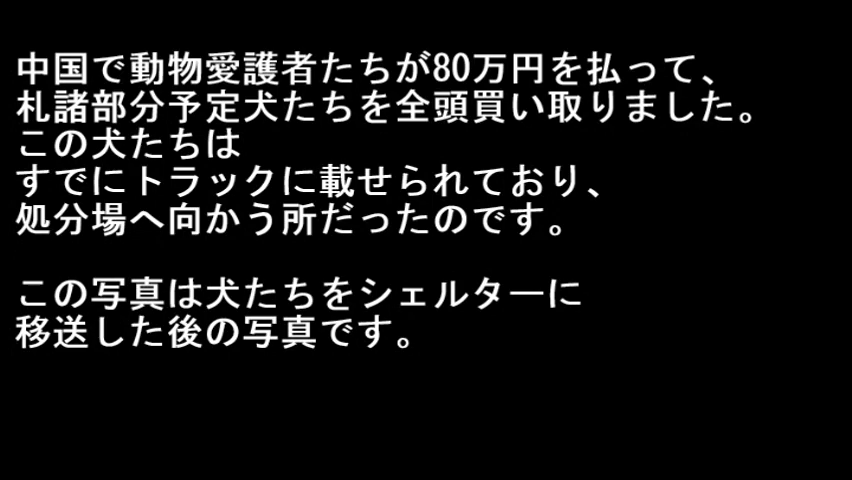 中国で動物愛護者たちが80万円を払って、
札諸部分予定犬たちを全頭買い取りました。
この犬たちは
すでにトラックに載せられており、
処分場へ向かう所だったのです。
この写真は犬たちをシェルターに
移送した後の写真です。